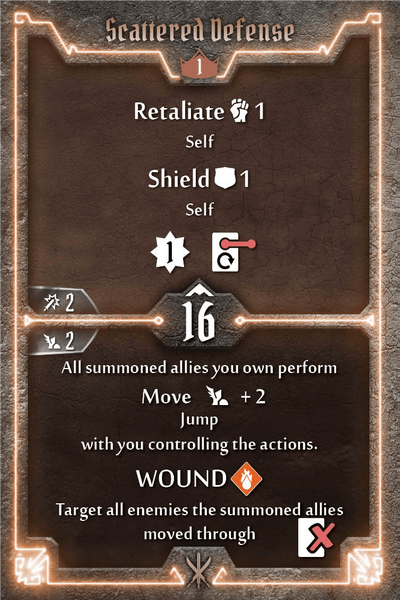 Scattered Defense
1
Retaliate 1
Self
Shield 1
Self
1
2
16
2
All summoned allies you own perform
Move +2
Jump
with you controlling the actions.
WOUND
Target all enemies the summoned allies
moved through